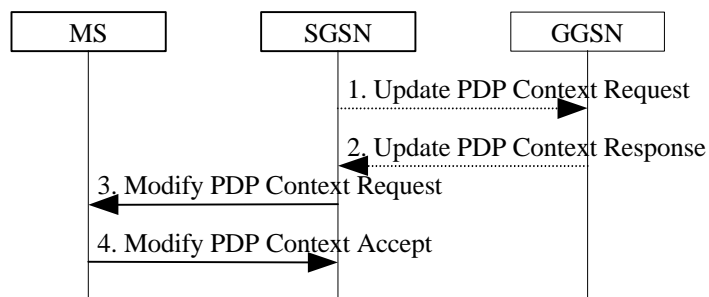 MS
SGSN
GGSN
1. Update PDP Context Request
2. Update PDP Context Response
3. Modify PDP Context Request
4. Modify PDP Context Accept